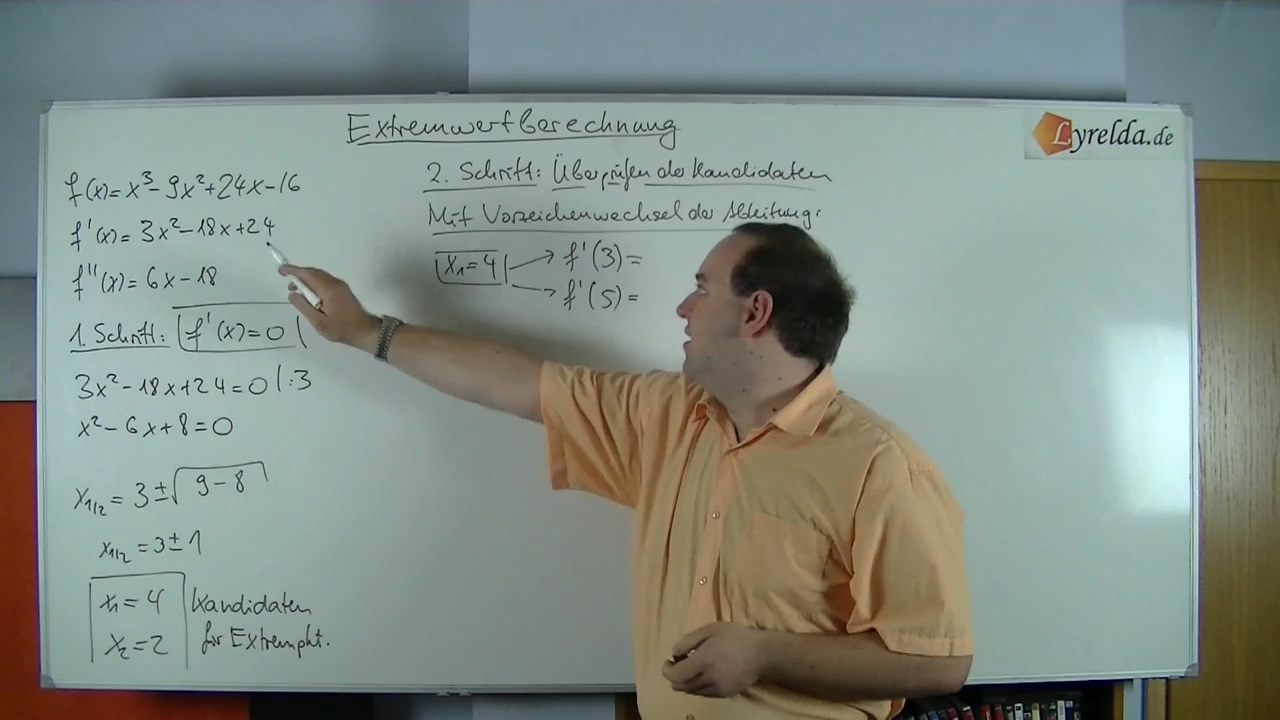 Extremwertberechnung
Lyrelda.de
f(x)=x³-9x²+24x-16
f'(x)=3x²-18x+24
f''(x)=6x-18
1. Schritt: f'(x)=0
3x²-18x+24=0 |:3
x²-6x+8=0
x₁/₂=3±√9-8
x₁/₂=3±1
x₁=4 Kandidaten
x₂=2 für Extrempkt.
2. Schritt: Überprüfen der Kandidaten
Mit Vorzeichenwechsel der Ableitung:
x₁=4 → f'(3)=
→ f'(5)=